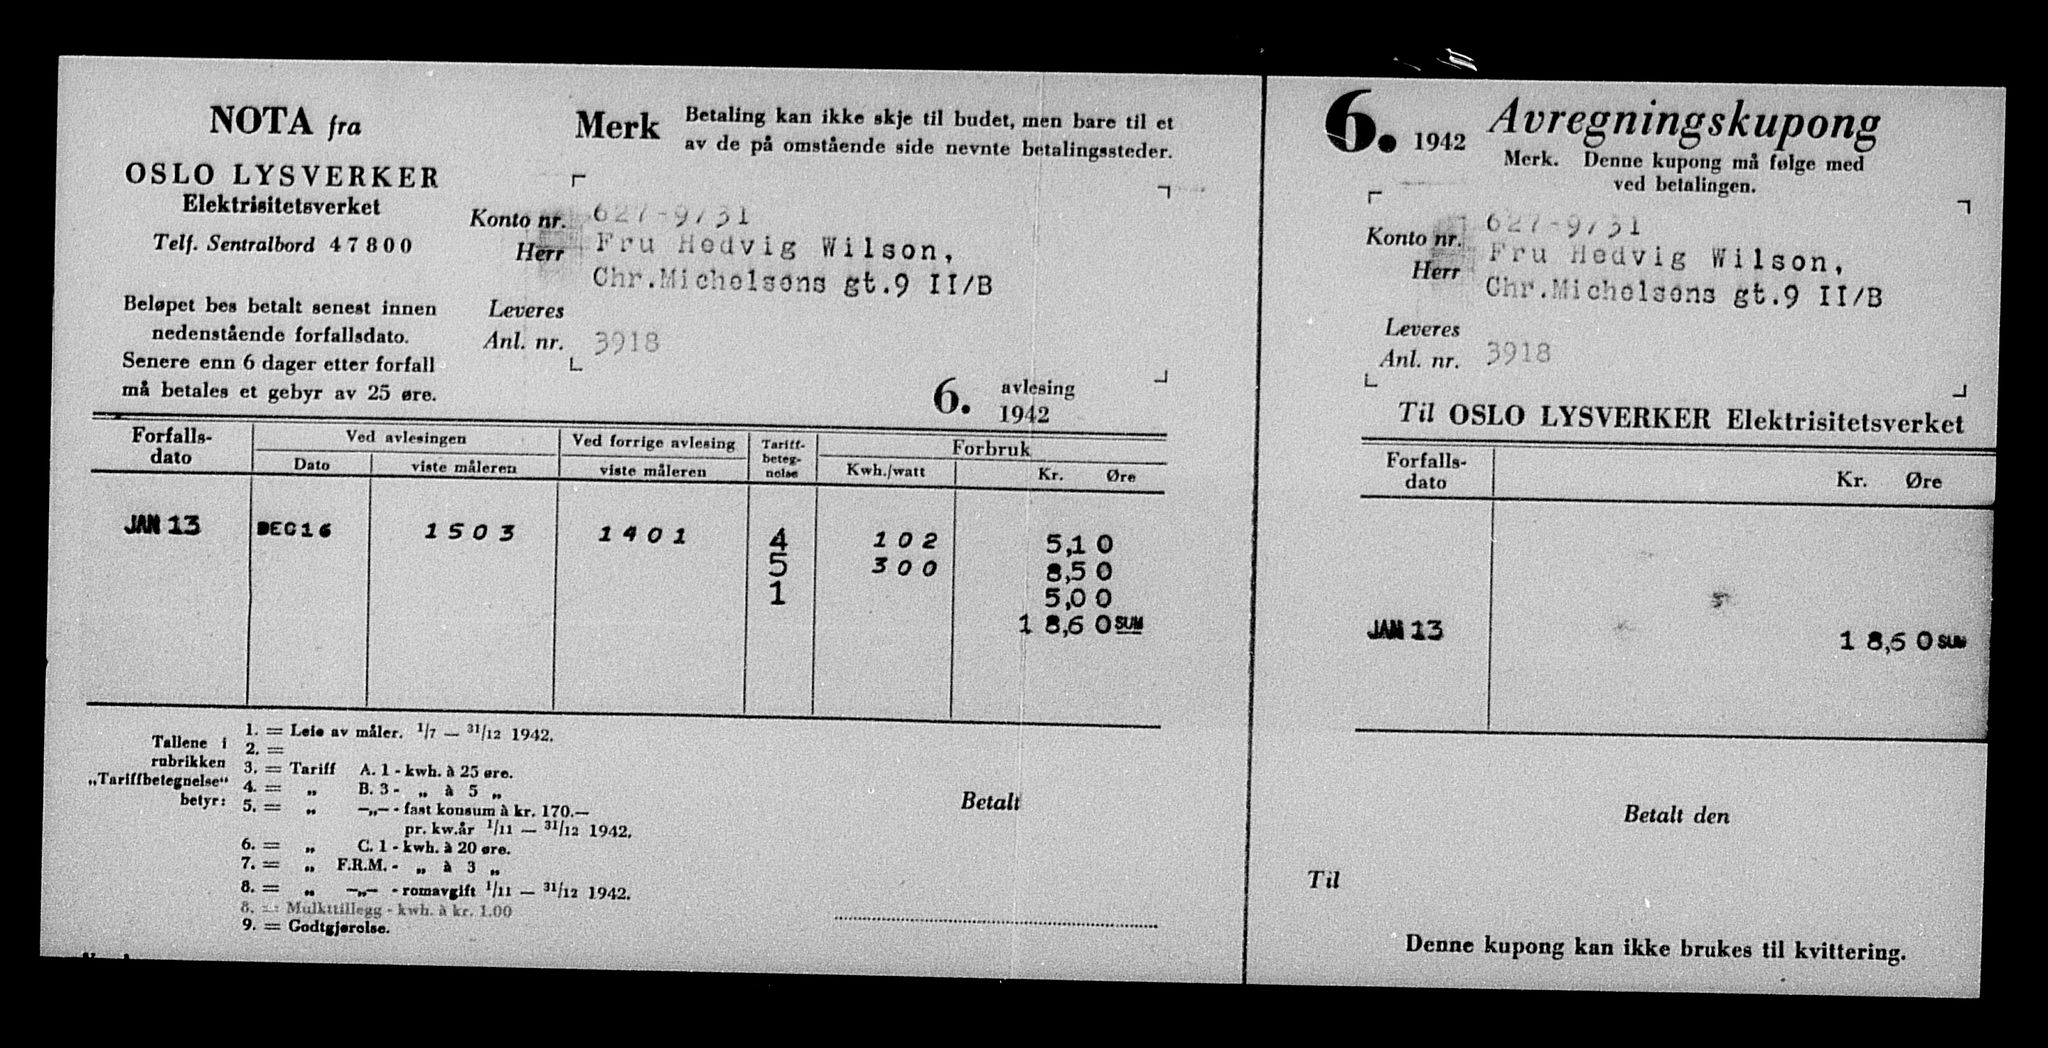 NOTA fra
OSLO LYSVERKER
Elektrisitetsverket
Telf. Sentralbord 47800
Beløpet bes betalt senest innen
nedenstående forfallsdato.
Senere enn 6 dager etter forfall
må betales et gebyr av 25 øre.
Merk Betaling kan ikke skje til budet, men bare til et
av de på omstående side nevnte betalingssteder.
Konto nr. 627-9731
Herr Fru Hedvig Wilson,
Chr.Michelsens gt.9 II/B
Leveres
Anl. nr. 3918
6. avlesing
1942
Forfalls-
dato
Ved avlesingen
Dato viste måleren
Ved forrige avlesing
viste måleren
Tariff-
beteg-
nelse
Forbruk
Kwh./watt Kr. Øre
JAN 13 DEC 16 1503 1401 4 102 5,10
5 300 8,50
1 5,00
18,60 SUM
Tallene i
rubrikken
„Tariffbetegnelse"
betyr:
1. = Leie av måler. 1/7 — 31/12 1942.
2. =
3. = Tariff A. 1 - kwh. à 25 øre.
4. = „ B. 3 - „ à 5 „
5. = „ —„— - fast konsum à kr. 170.—
pr. kw.år 1/11 — 31/12 1942.
6. = „ C. 1 - kwh. à 20 øre.
7. = „ F.R.M. - „ à 3 „
8. = „ —„— - romavgift 1/11 — 31/12 1942.
8. = Mulkttillegg - kwh. à kr. 1.00
9. = Godtgjørelse.
Betalt
6. 1942 Avregningskupong
Merk. Denne kupong må følge med
ved betalingen.
Konto nr. 627-9731
Herr Fru Hedvig Wilson,
Chr.Michelsens gt.9 II/B
Leveres
Anl. nr. 3918
Til OSLO LYSVERKER Elektrisitetsverket
Forfalls-
dato
Kr. Øre
JAN 13 18,60 SUM
Betalt den
Til
Denne kupong kan ikke brukes til kvittering.